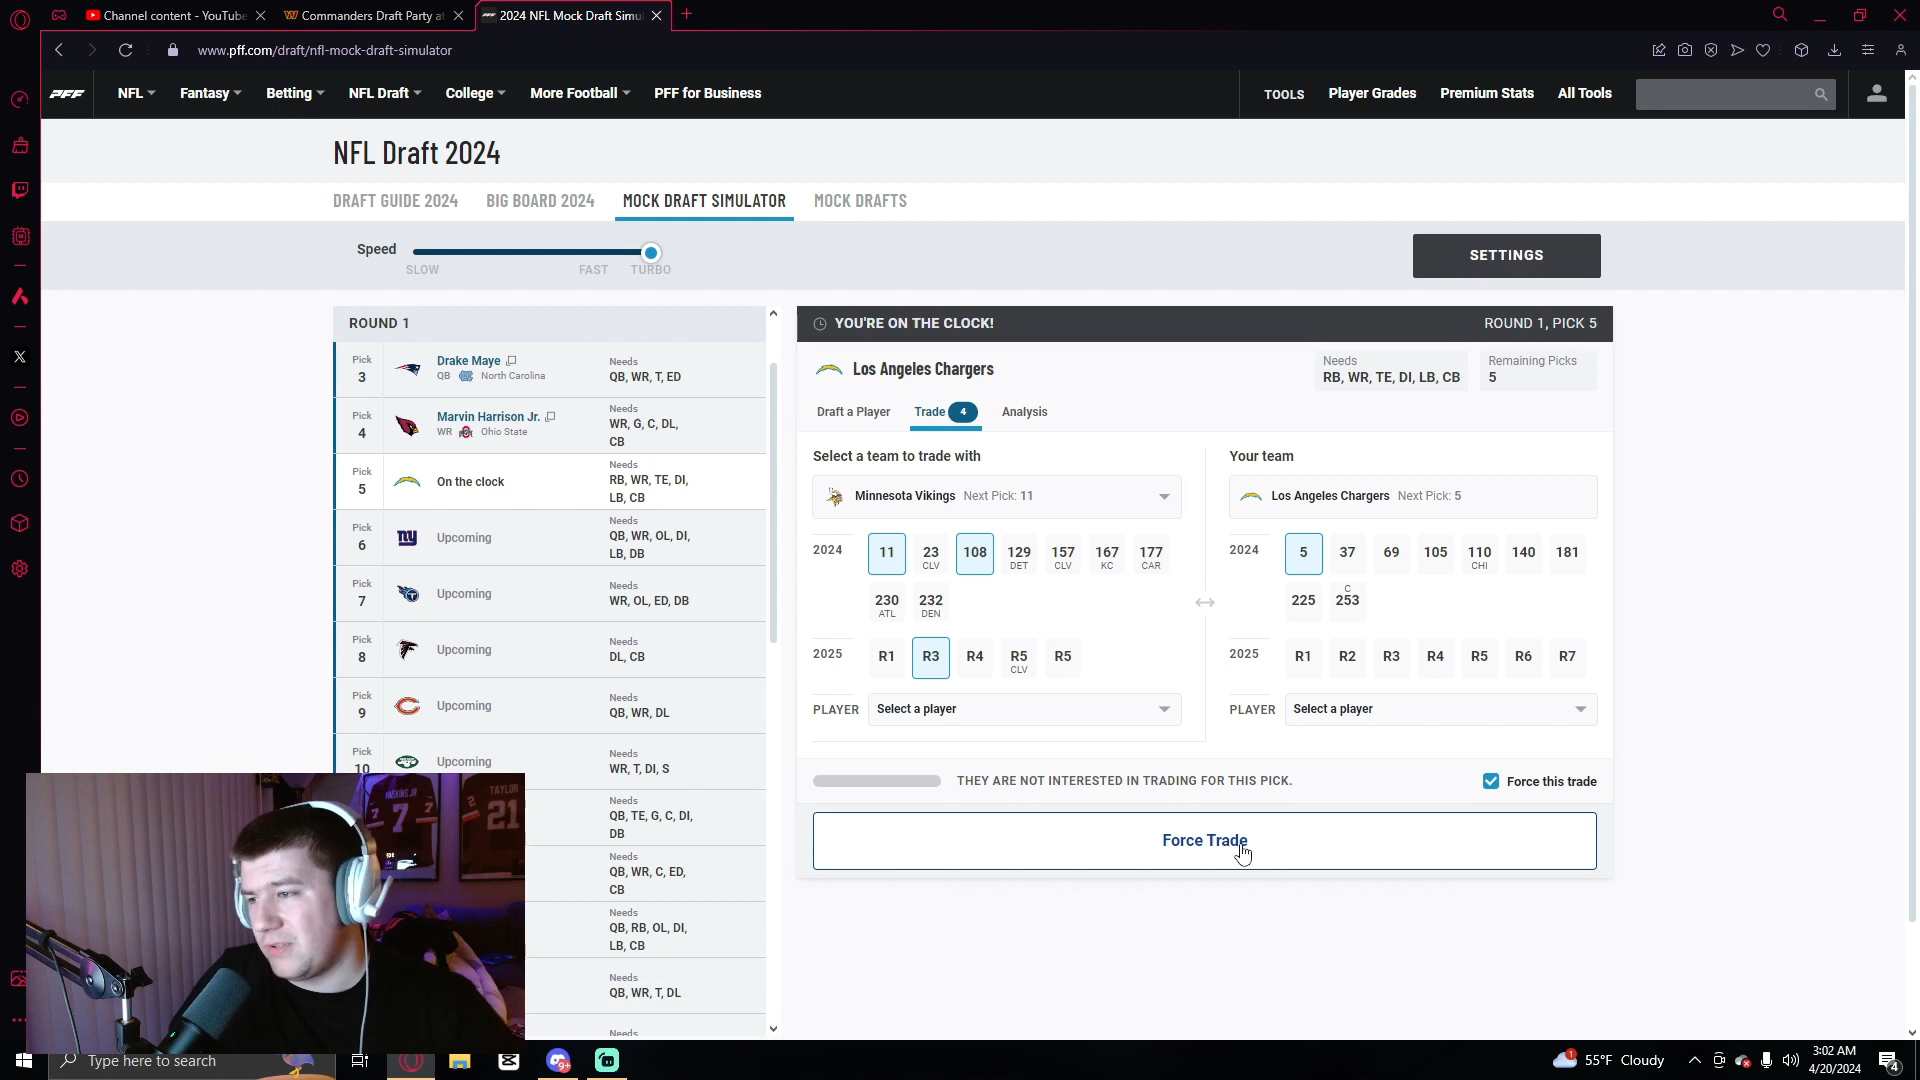 Channel content - YouTube
Commanders Draft Party at
2024 NFL Mock Draft Simu
www.pff.com/draft/nfl-mock-draft-simulator
PFF
NFL
Fantasy
Betting
NFL Draft
College
More Football
PFF for Business
TOOLS
Player Grades
Premium Stats
All Tools
NFL Draft 2024
DRAFT GUIDE 2024
BIG BOARD 2024
MOCK DRAFT SIMULATOR
MOCK DRAFTS
Speed
SLOW
FAST
TURBO
SETTINGS
ROUND 1
Pick
3
Drake Maye
QB North Carolina
Needs
QB, WR, T, ED
Pick
4
Marvin Harrison Jr.
WR Ohio State
Needs
WR, G, C, DL,
CB
Pick
5
On the clock
Needs
RB, WR, TE, DI,
LB, CB
Pick
6
Upcoming
Needs
QB, WR, OL, DI,
LB, DB
Pick
7
Upcoming
Needs
WR, OL, ED, DB
Pick
8
Upcoming
Needs
DL, CB
Pick
9
Upcoming
Needs
QB, WR, DL
Pick
10
Upcoming
Needs
WR, T, DI, S
Needs
QB, TE, G, C, DI,
DB
Needs
QB, WR, C, ED,
CB
Needs
QB, RB, OL, DI,
LB, CB
Needs
QB, WR, T, DL
Needs
YOU'RE ON THE CLOCK!
ROUND 1, PICK 5
Los Angeles Chargers
Needs
RB, WR, TE, DI, LB, CB
Remaining Picks
5
Draft a Player
Trade 4
Analysis
Select a team to trade with
Minnesota Vikings Next Pick: 11
2024
11
23
CLV
108
129
DET
157
CLV
167
KC
177
CAR
230
ATL
232
DEN
2025
R1
R3
R4
R5
CLV
R5
PLAYER
Select a player
Your team
Los Angeles Chargers Next Pick: 5
2024
5
37
69
105
110
CHI
140
181
225
C
253
2025
R1
R2
R3
R4
R5
R6
R7
PLAYER
Select a player
THEY ARE NOT INTERESTED IN TRADING FOR THIS PICK.
Force this trade
Force Trade
HASKINS JR
7
TAYLOR
21
Type here to search
9+
1
55°F Cloudy
3:02 AM
4/20/2024
4